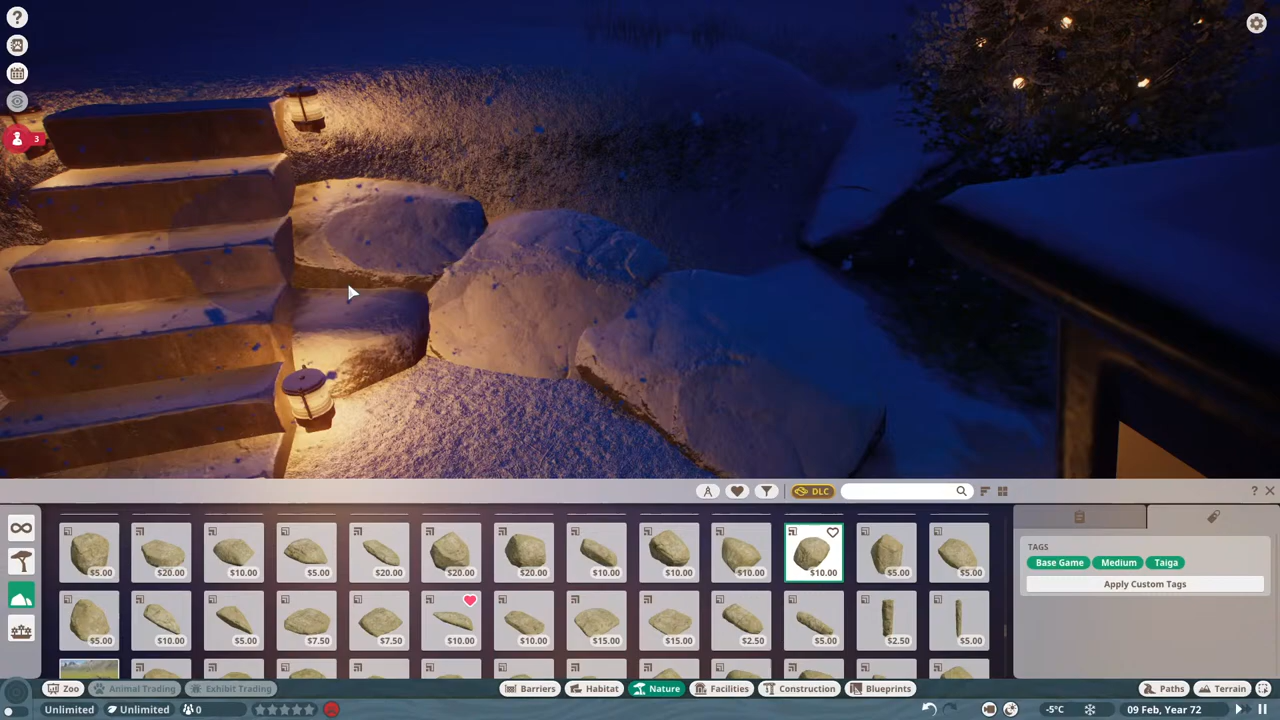 ?
3
DLC
? ×
$5.00 $20.00 $10.00 $5.00 $20.00 $20.00 $20.00 $10.00 $10.00 $10.00 $10.00 $5.00 $5.00
$5.00 $10.00 $5.00 $7.50 $7.50 $10.00 $10.00 $15.00 $15.00 $2.50 $5.00 $2.50 $5.00
TAGS
Base Game Medium Taiga
Apply Custom Tags
Zoo Animal Trading Exhibit Trading Barriers Habitat Nature Facilities Construction Blueprints Paths Terrain
Unlimited Unlimited 0 -5°C 09 Feb, Year 72